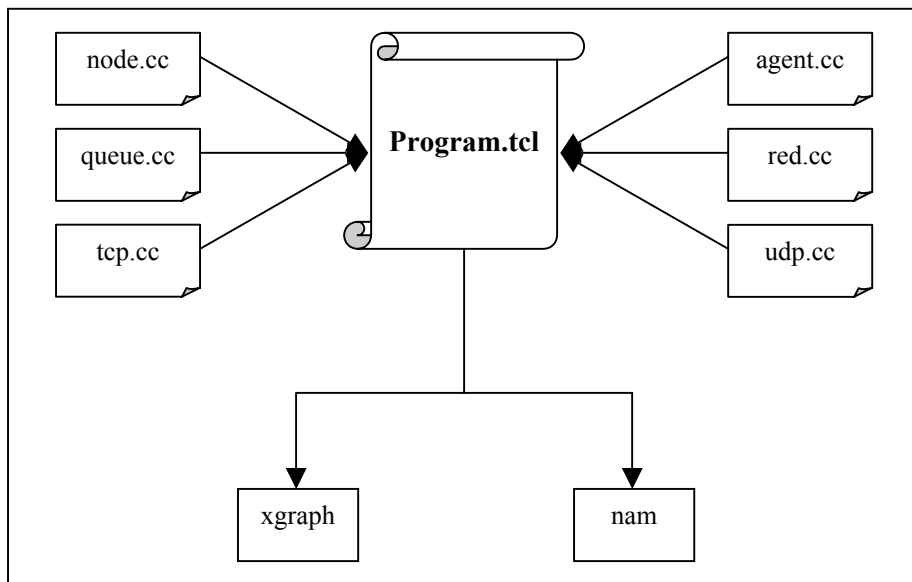 node.cc
agent.cc
Program.tcl
queue.cc
red.cc
tcp.cc
udp.cc
xgraph
nam